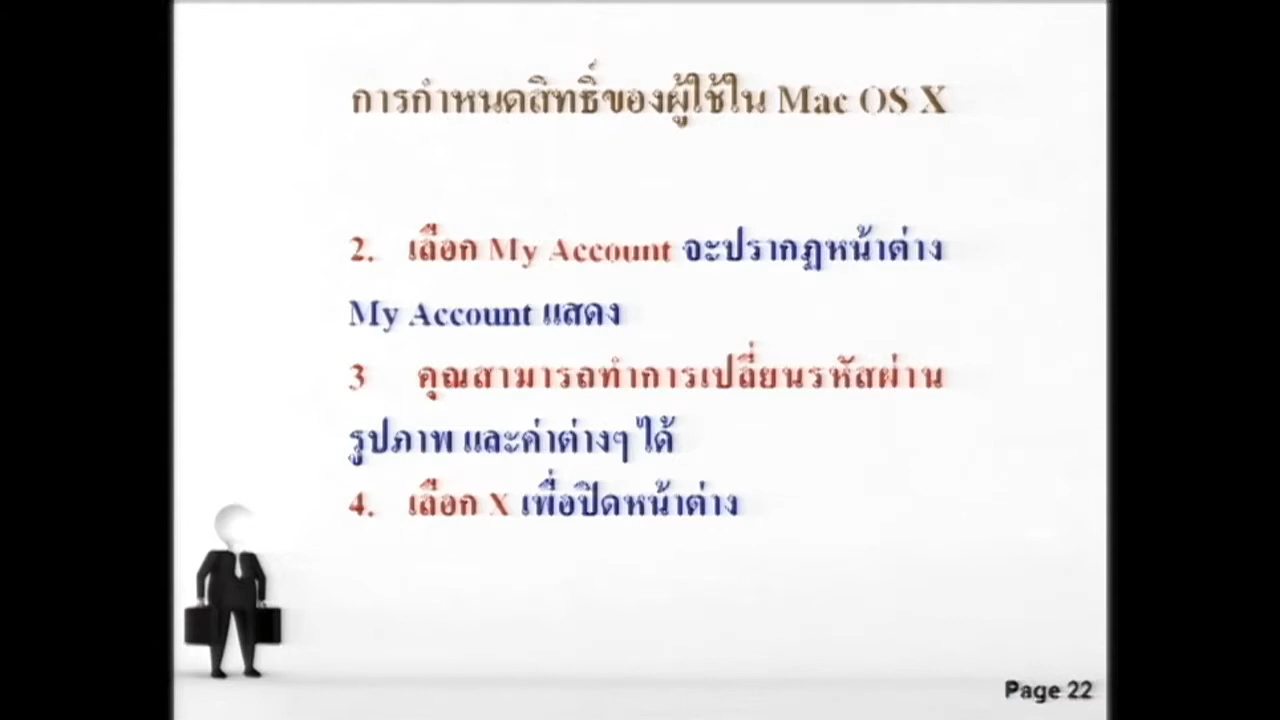 การกำหนดสิทธิ์ของผู้ใช้ใน Mac OS X
2. เลือก My Account จะปรากฏหน้าต่าง
My Account แสดง
3 คุณสามารถทำการเปลี่ยนรหัสผ่าน
รูปภาพ และค่าต่างๆ ได้
4. เลือก X เพื่อปิดหน้าต่าง
Page 22